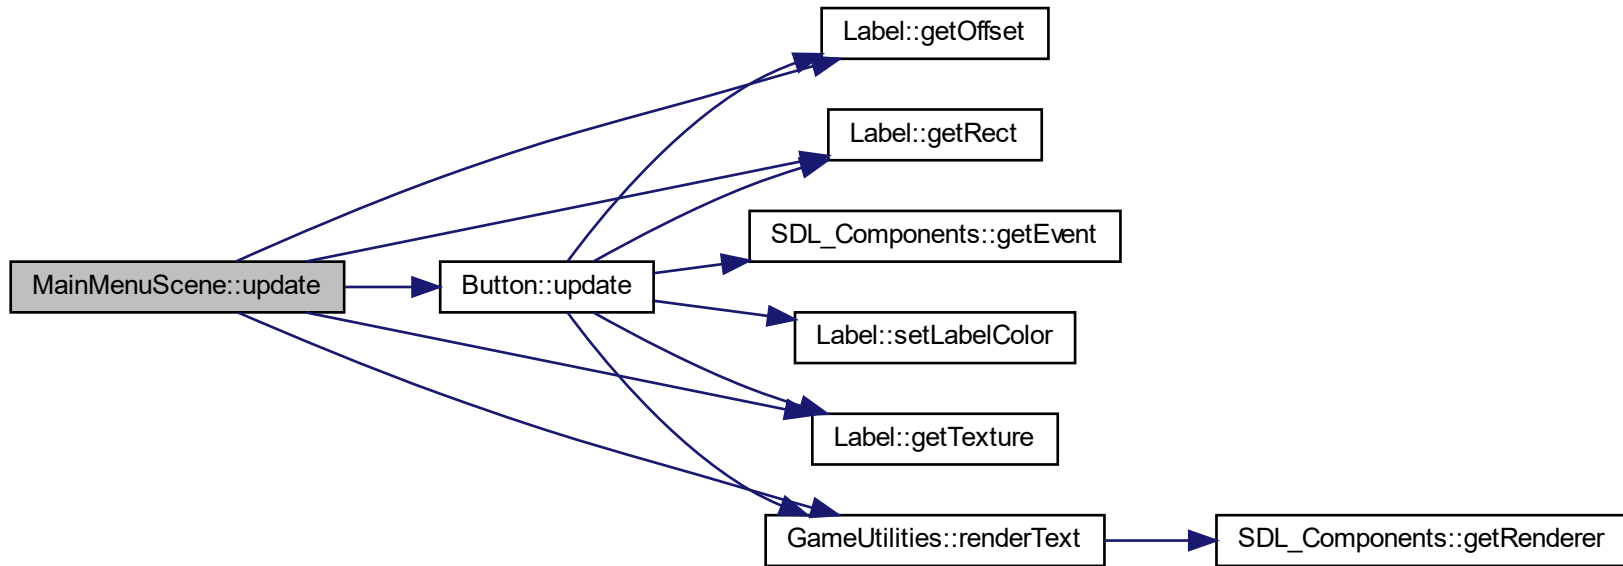 Label::getOffset
Label::getRect
SDL_Components::getEvent
MainMenuScene::update
Button::update
Label::setLabelColor
Label::getTexture
GameUtilities::renderText
SDL_Components::getRenderer